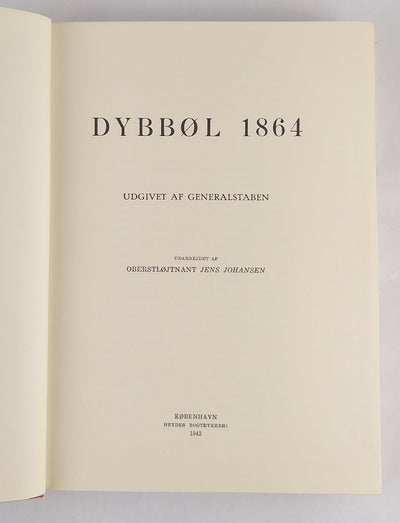 DYBBØL 1864
UDGIVET AF GENERALSTABEN
UDARBEJDET AF
OBERSTLØJTNANT JENS JOHANSEN
KØBENHAVN
HEYDES BOGTRYKKERI
1942